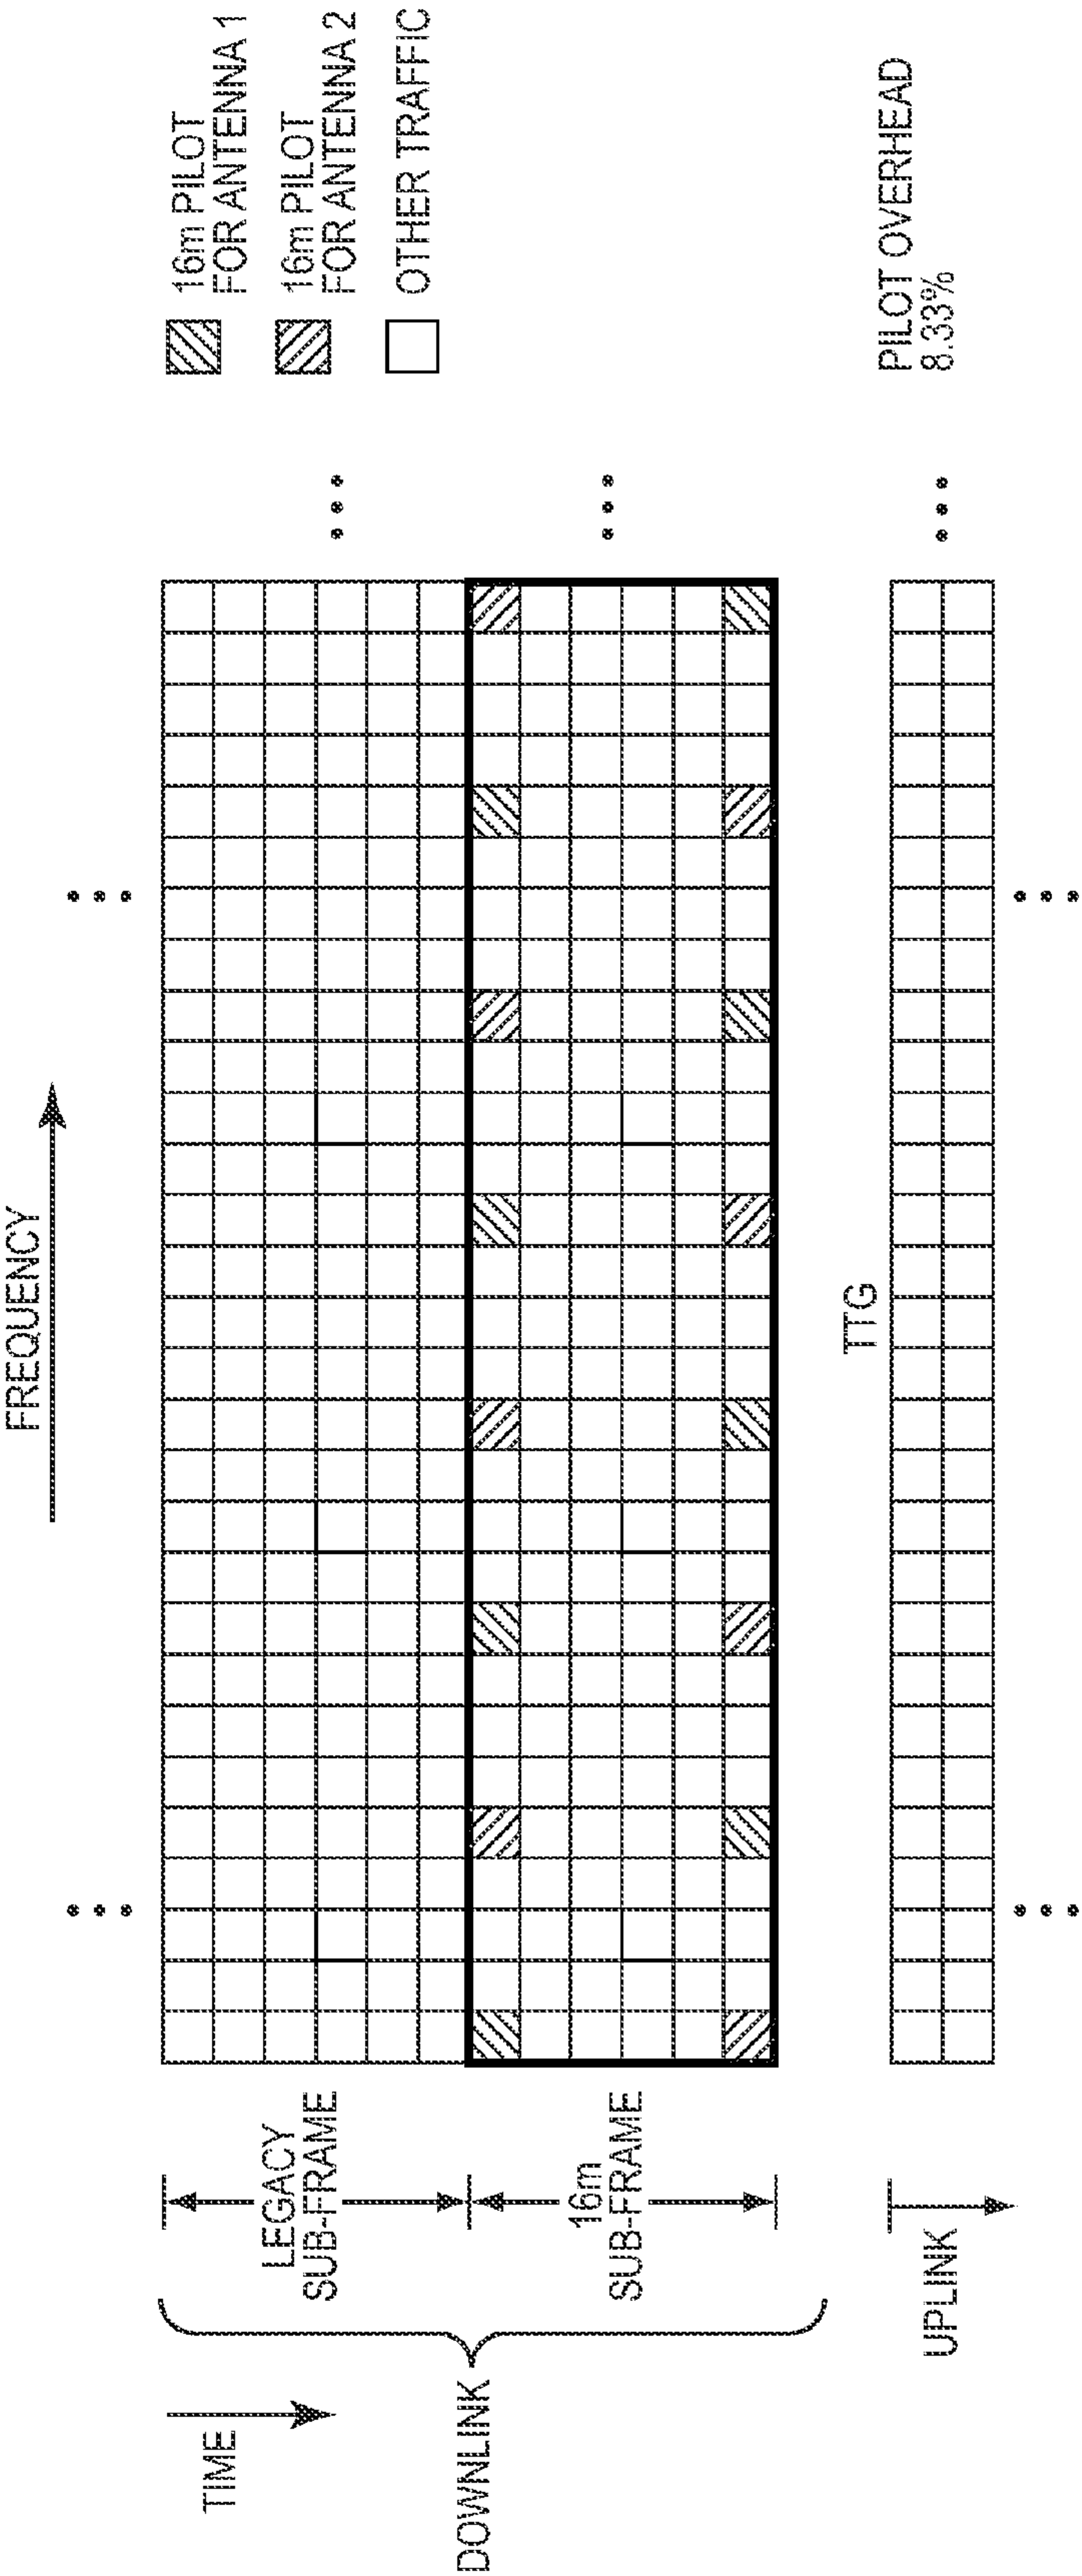 FREQUENCY
TIME
DOWNLINK
LEGACY
SUB-FRAME
16m
SUB-FRAME
TTG
UPLINK
16m PILOT
FOR ANTENNA 1
16m PILOT
FOR ANTENNA 2
OTHER TRAFFIC
PILOT OVERHEAD
8.33%